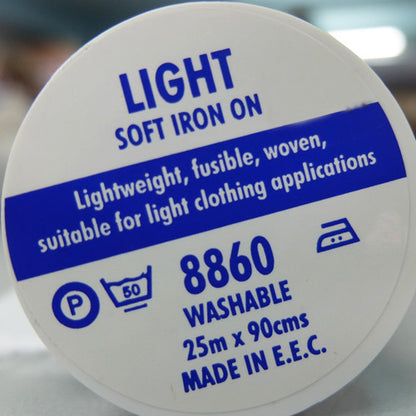 LIGHT
SOFT IRON ON
Lightweight, fusible, woven,
suitable for light clothing applications
P 50 8860
WASHABLE
25m x 90cms
MADE IN E.E.C.